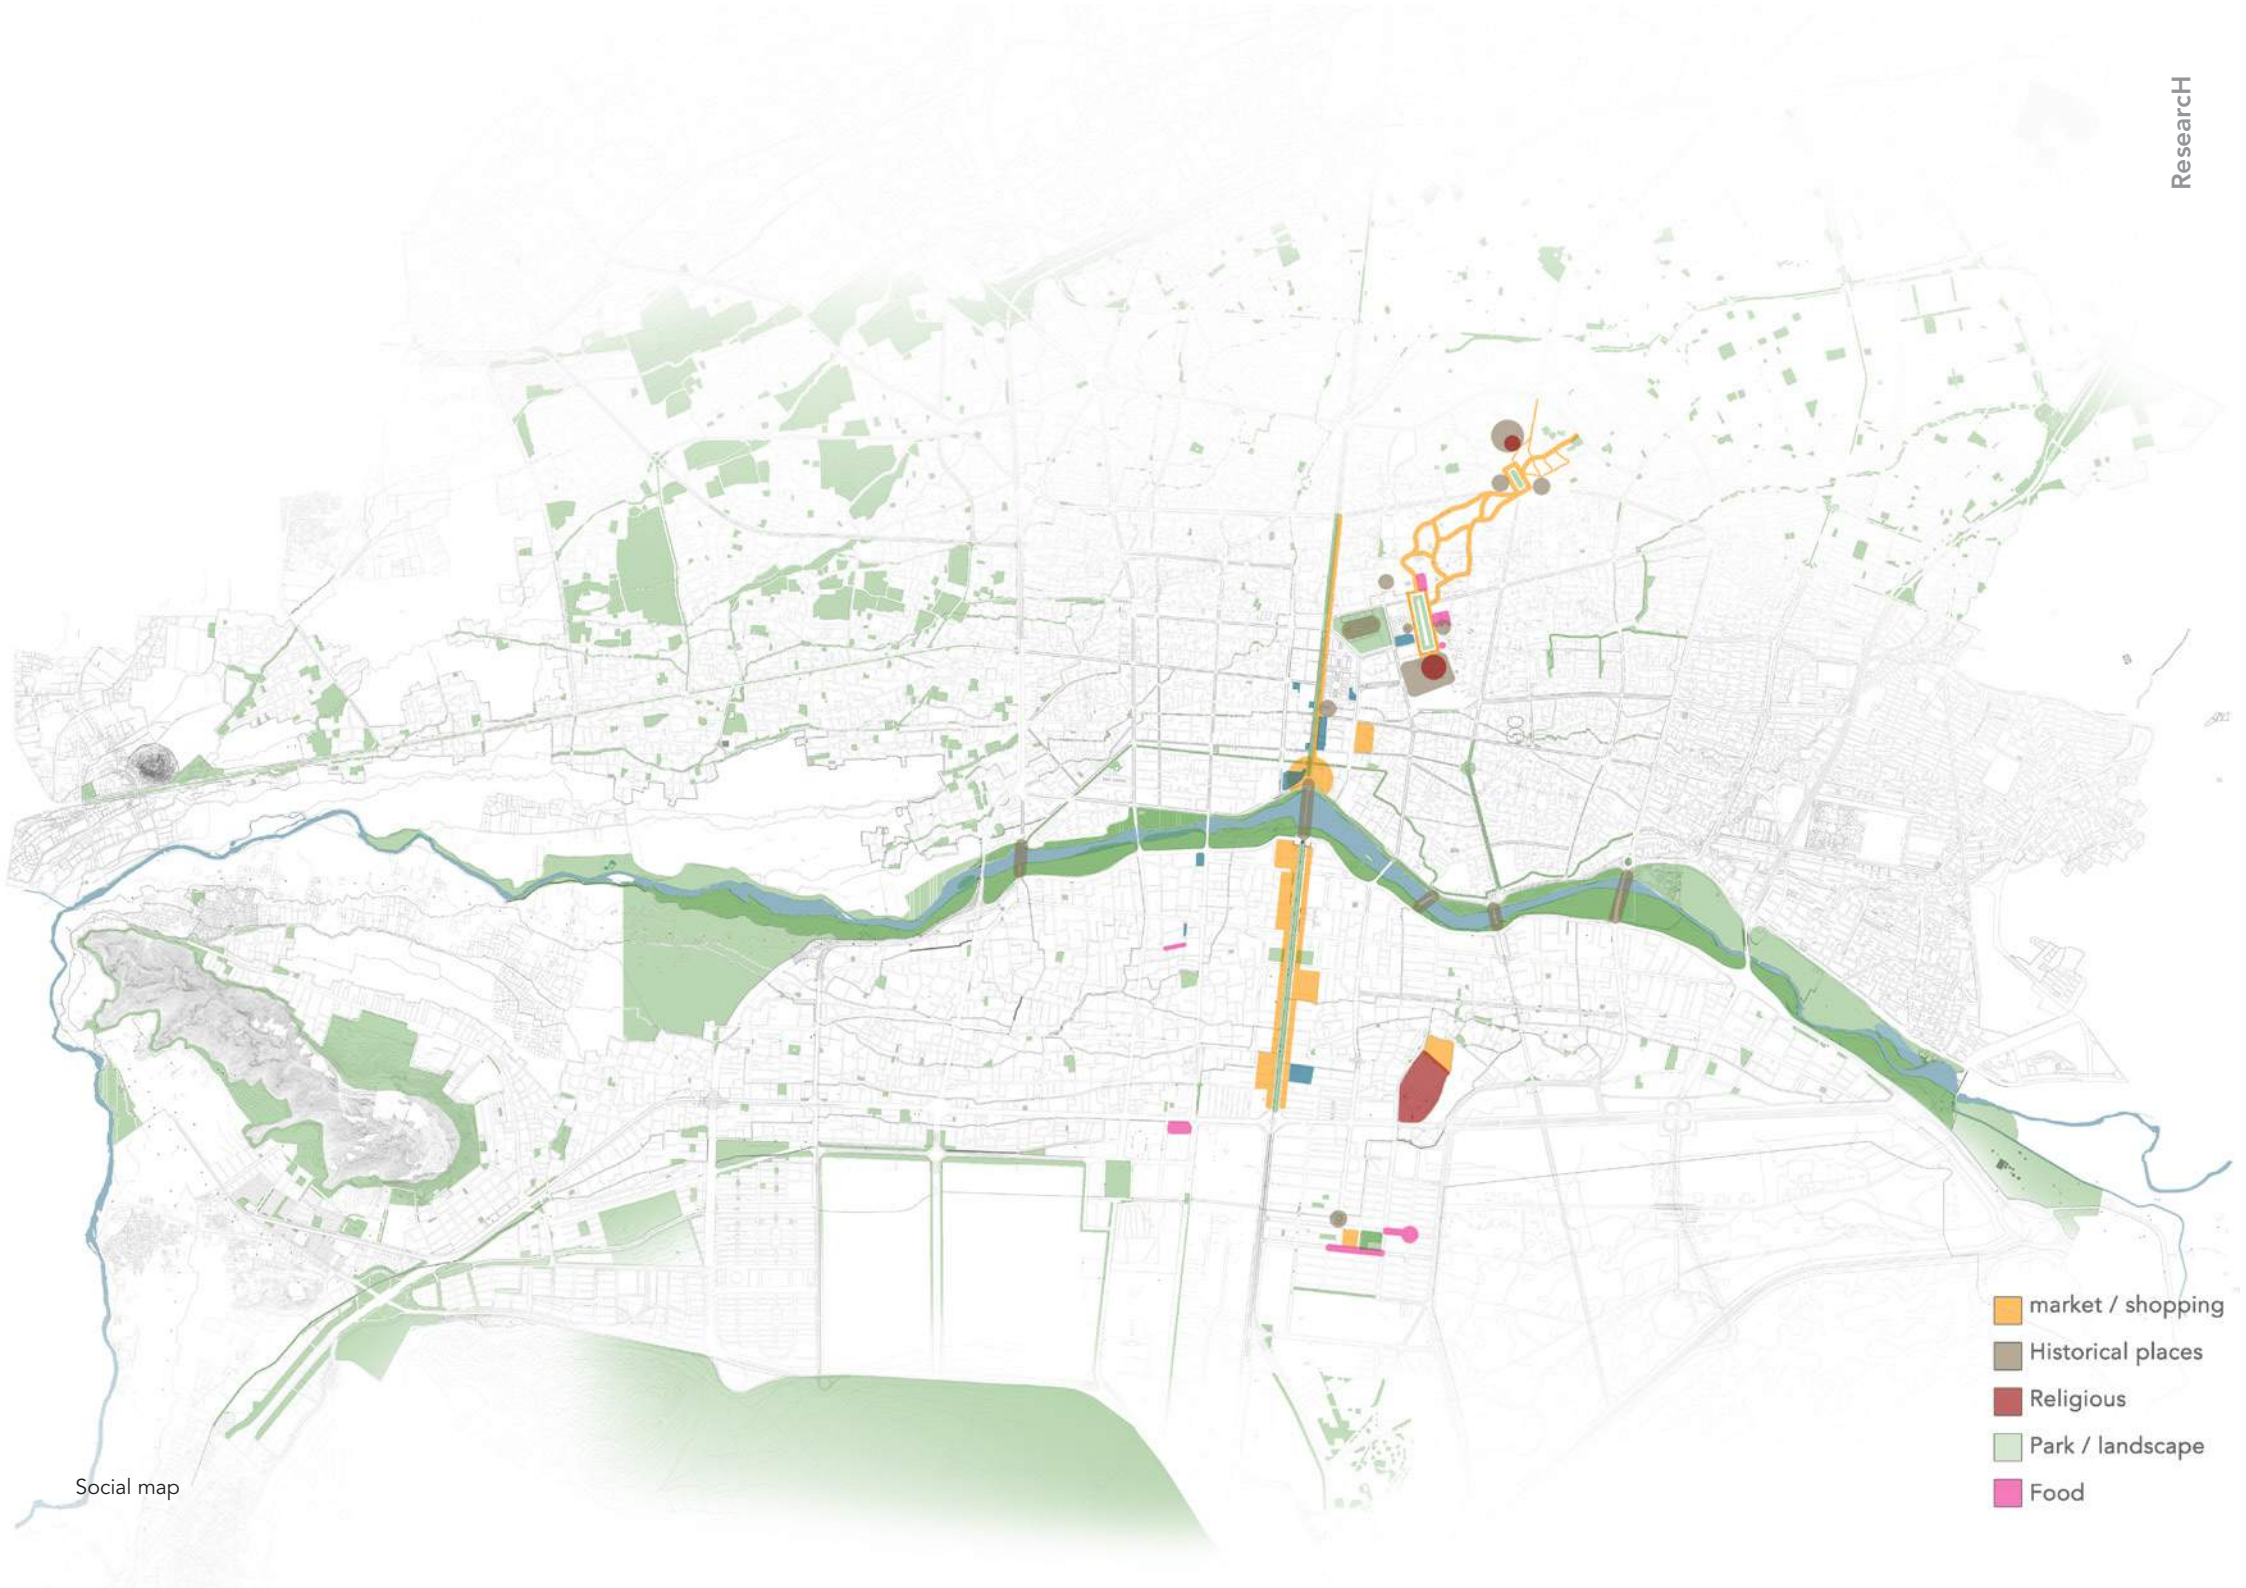 ResearcH
market / shopping
Historical places
Religious
Park / landscape
Food
Social map